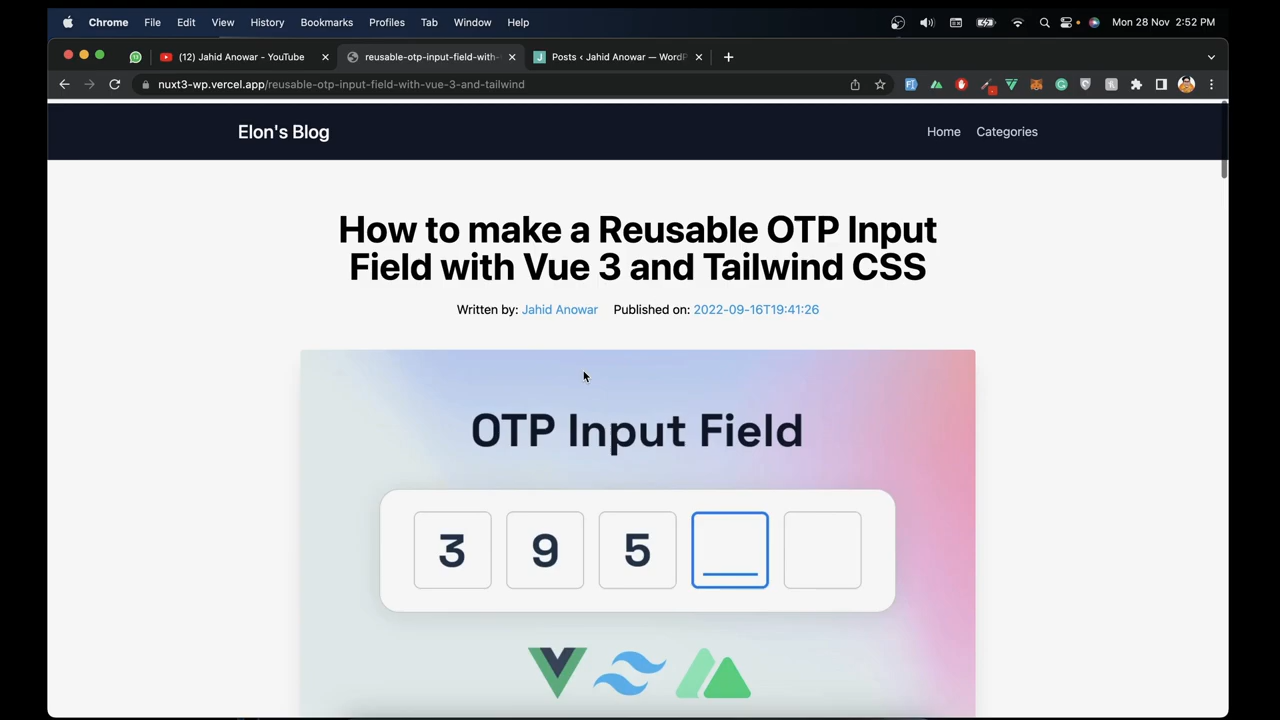 Chrome File Edit View History Bookmarks Profiles Tab Window Help Mon 28 Nov 2:52 PM
(12) Jahid Anowar - YouTube reusable-otp-input-field-with- Posts ‹ Jahid Anowar — WordP
nuxt3-wp.vercel.app/reusable-otp-input-field-with-vue-3-and-tailwind
Elon's Blog Home Categories
How to make a Reusable OTP Input
Field with Vue 3 and Tailwind CSS
Written by: Jahid Anowar Published on: 2022-09-16T19:41:26
OTP Input Field
3 9 5